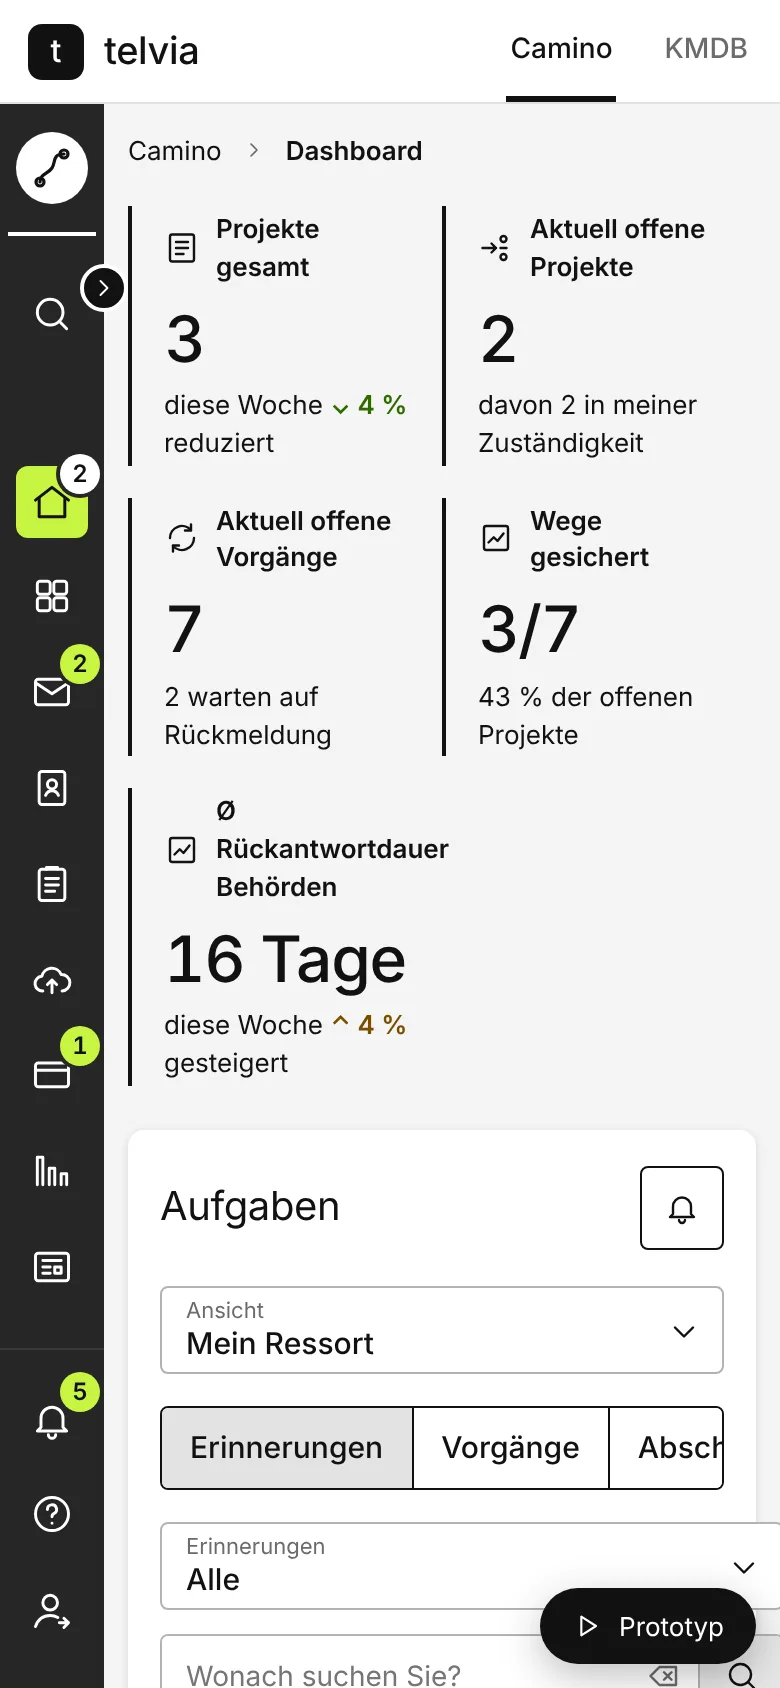 t telvia
Camino KMDB
Camino Dashboard
Projekte
gesamt
3
diese Woche 4 %
reduziert
Aktuell offene
Projekte
2
davon 2 in meiner
Zuständigkeit
Aktuell offene
Vorgänge
7
2 warten auf
Rückmeldung
Wege
gesichert
3/7
43 % der offenen
Projekte
Ø
Rückantwortdauer
Behörden
16 Tage
diese Woche 4 %
gesteigert
2
2
1
5
Aufgaben
Ansicht
Mein Ressort
Erinnerungen Vorgänge Absch
Erinnerungen
Alle
Prototyp
Wonach suchen Sie?